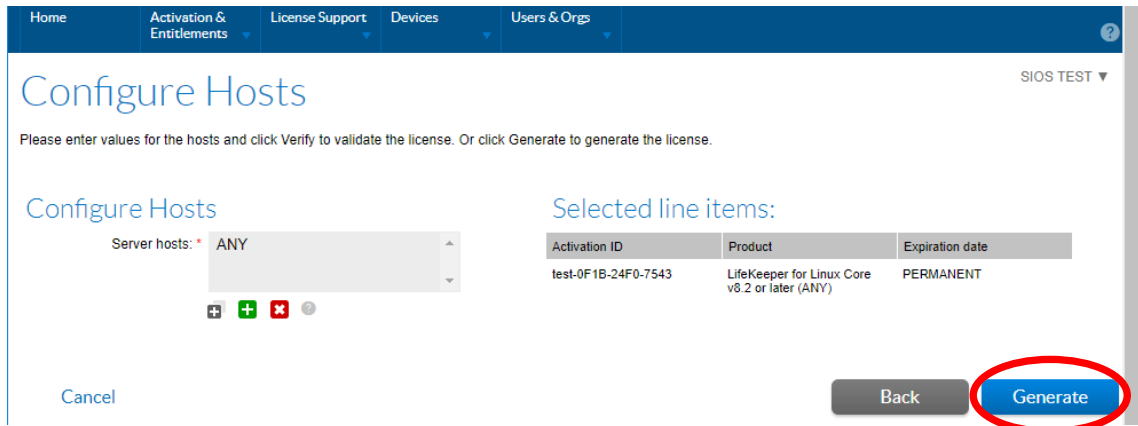 Home
Activation &
Entitlements
License Support
Devices
Users & Orgs
?
SIOS TEST ▼
Configure Hosts
Please enter values for the hosts and click Verify to validate the license. Or click Generate to generate the license.
Configure Hosts
Server hosts: * ANY
?
Selected line items:
Activation ID Product Expiration date
test-0F1B-24F0-7543 LifeKeeper for Linux Core PERMANENT
v8.2 or later (ANY)
Cancel
Back
Generate